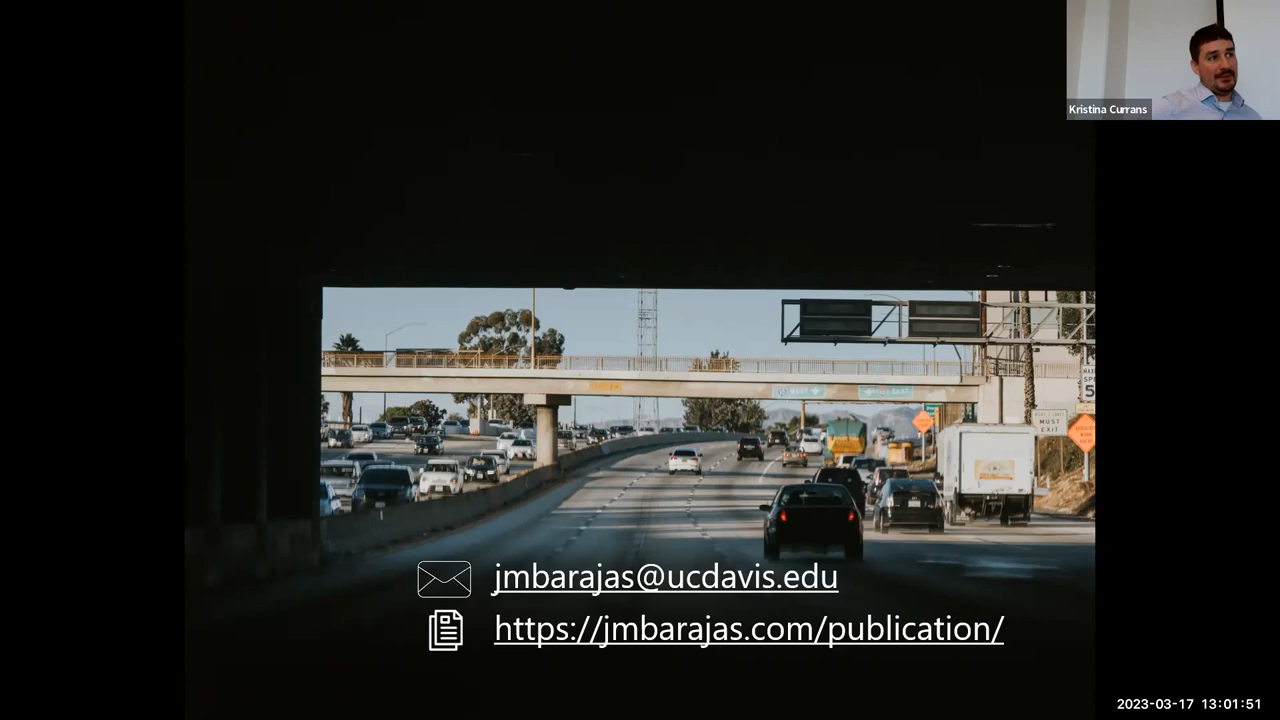 Kristina Currans
MUST
EXIT
jmbarajas@ucdavis.edu
https://jmbarajas.com/publication/
2023-03-17 13:01:51